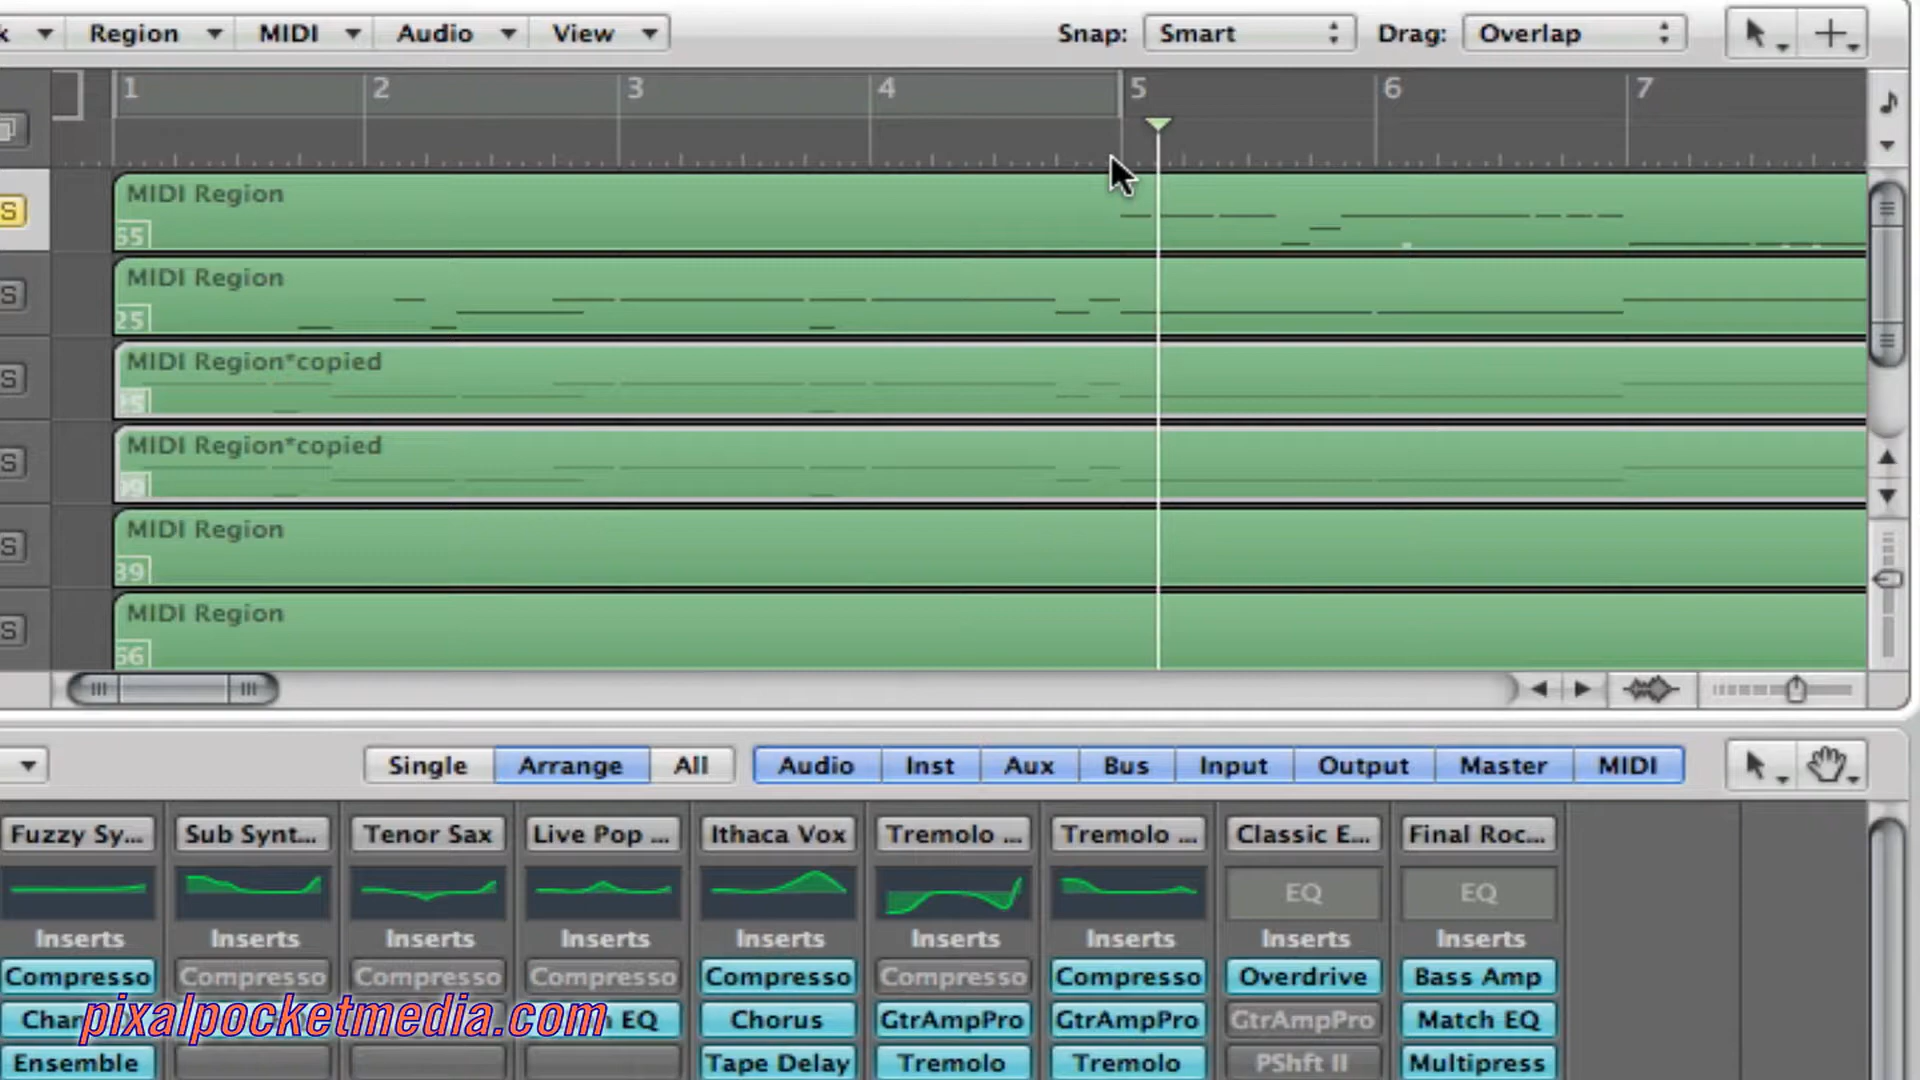 k Region MIDI Audio View Snap: Smart Drag: Overlap
1 2 3 4 5 6 7
MIDI Region
S
55
MIDI Region
S
25
MIDI Region*copied
S
MIDI Region*copied
S
99
MIDI Region
S
39
MIDI Region
S
56
Single Arrange All Audio Inst Aux Bus Input Output Master MIDI
Fuzzy Sy... Sub Synt... Tenor Sax Live Pop ... Ithaca Vox Tremolo ... Tremolo ... Classic E... Final Roc...
EQ EQ
Inserts Inserts Inserts Inserts Inserts Inserts Inserts Inserts Inserts
Compresso Compresso Compresso Compresso Compresso Compresso Compresso Overdrive Bass Amp
Cha EQ Chorus GtrAmpPro GtrAmpPro GtrAmpPro Match EQ
pixalpocketmedia.com
Ensemble Tape Delay Tremolo Tremolo PShft II Multipress